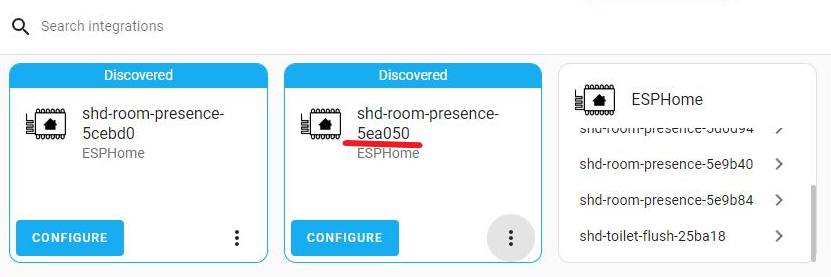 Search integrations
Discovered
shd-room-presence-
5cebd0
ESPHome
CONFIGURE
Discovered
shd-room-presence-
5ea050
ESPHome
CONFIGURE
ESPHome
shd-room-presence-5d0d94
shd-room-presence-5e9b40
shd-room-presence-5e9b84
shd-toilet-flush-25ba18